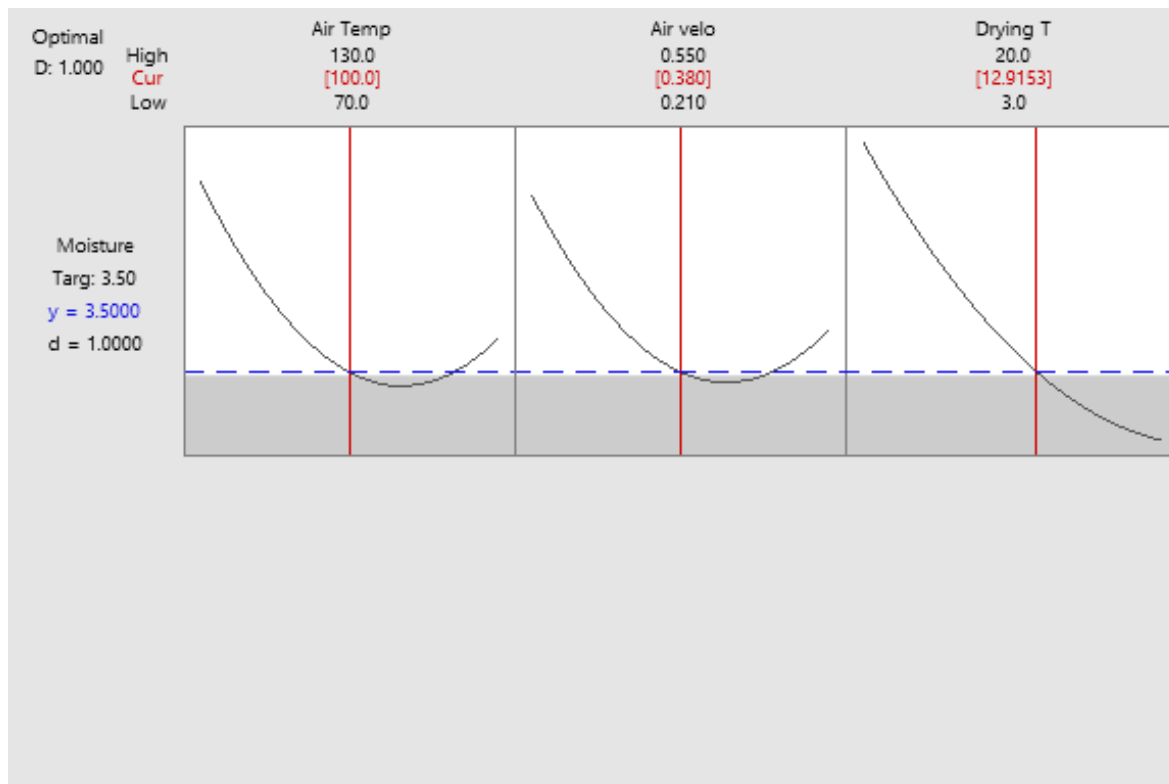 Optimal
D: 1.000
High
Cur
Low
Air Temp
130.0
[100.0]
70.0
Air velo
0.550
[0.380]
0.210
Drying T
20.0
[12.9153]
3.0
Moisture
Targ: 3.50
y = 3.5000
d = 1.0000